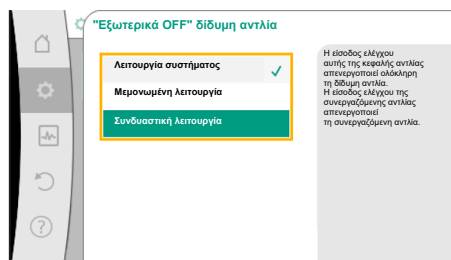 "Εξωτερικά OFF" δίδυμη αντλία
Λειτουργία συστήματος
Μεμονωμένη λειτουργία
Συνδυαστική λειτουργία
Η είσοδος ελέγχου
αυτής της κεφαλής αντλίας
απενεργοποιεί ολόκληρη
τη δίδυμη αντλία.
Η είσοδος ελέγχου της
συνεργαζόμενης αντλίας
απενεργοποιεί
τη συνεργαζόμενη αντλία.